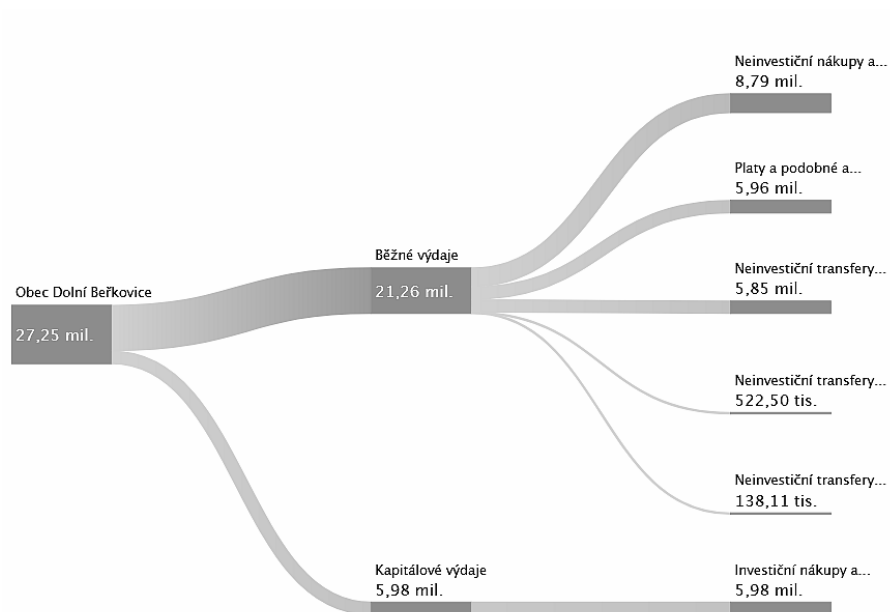 Neinvestiční nákupy a...
8,79 mil.
Platy a podobné a...
5,96 mil.
Běžné výdaje
21,26 mil.
Neinvestiční transfery...
5,85 mil.
Obec Dolní Beřkovice
27,25 mil.
Neinvestiční transfery...
522,50 tis.
Neinvestiční transfery...
138,11 tis.
Kapitálové výdaje
5,98 mil.
Investiční nákupy a...
5,98 mil.